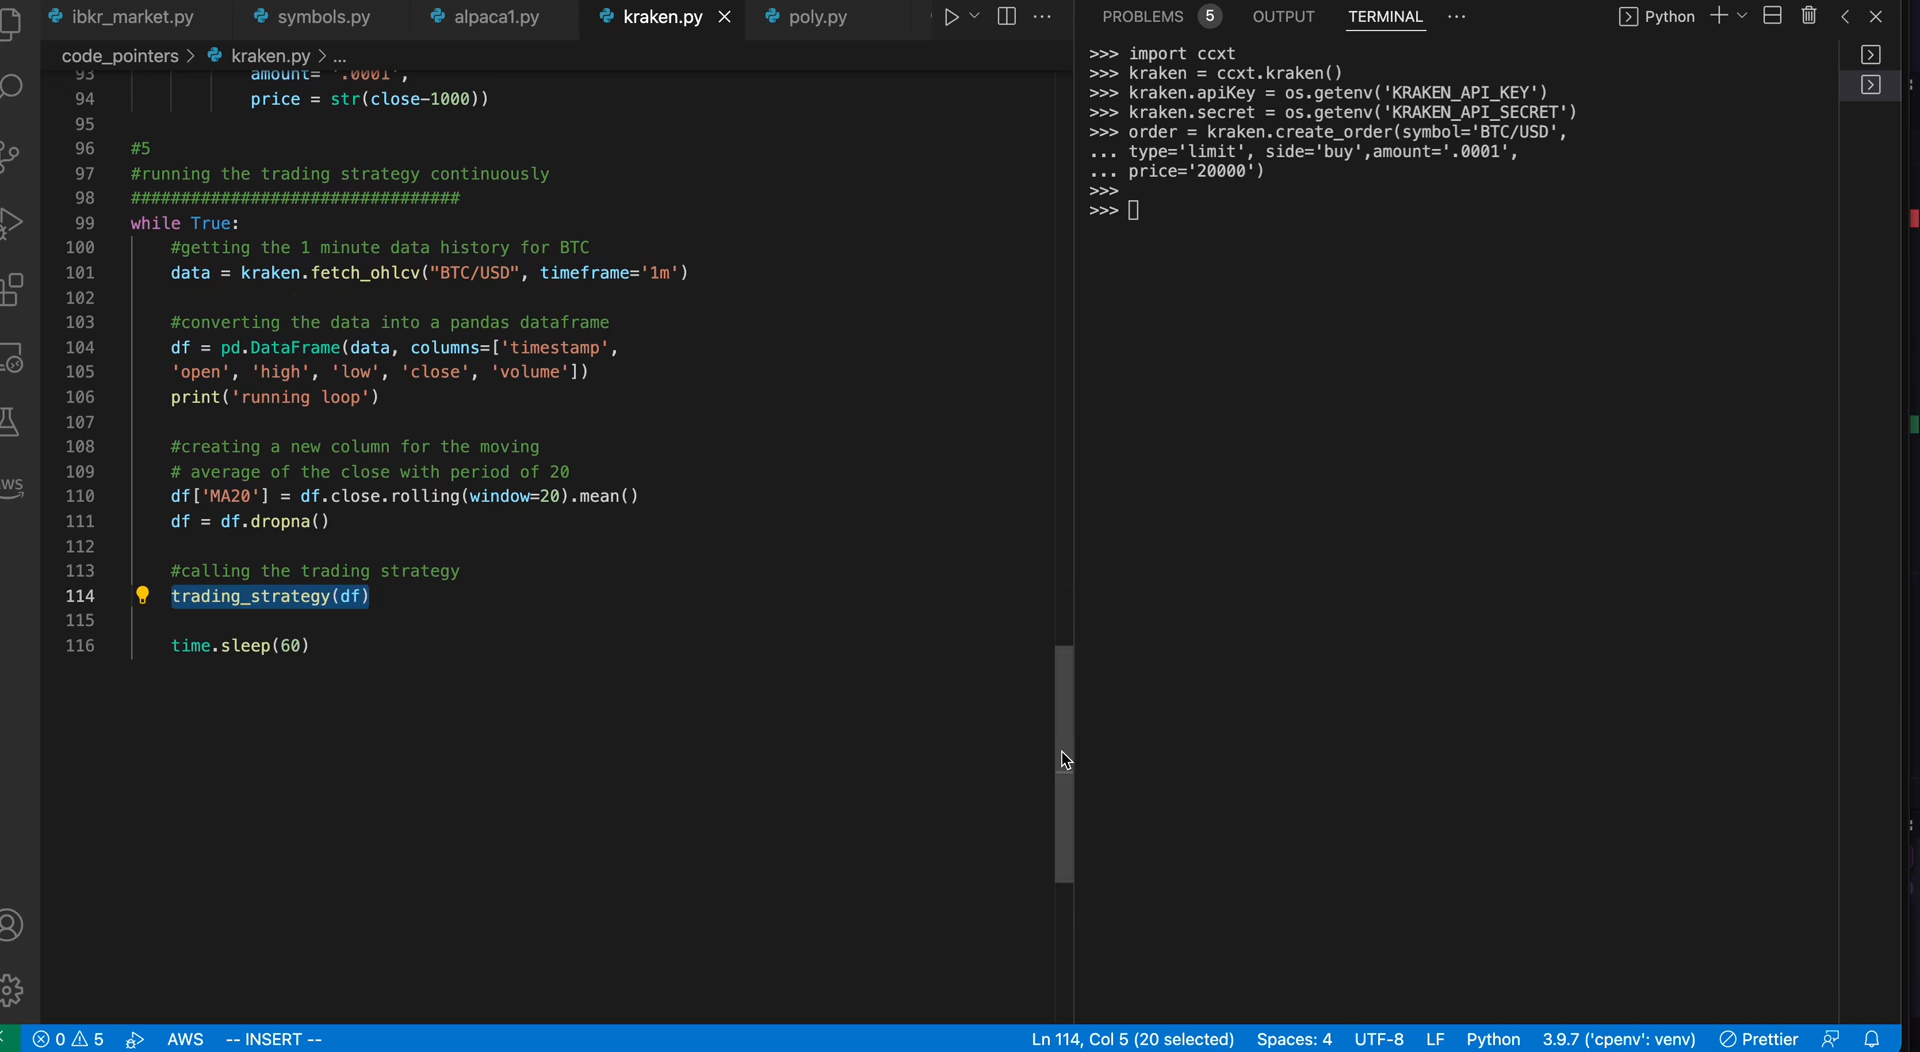 ibkr_market.py symbols.py alpaca1.py kraken.py poly.py
code_pointers > kraken.py > ...
93 amount= '.0001',
94 price = str(close-1000))
95
96 #5
97 #running the trading strategy continuously
98 #################################
99 while True:
100 #getting the 1 minute data history for BTC
101 data = kraken.fetch_ohlcv("BTC/USD", timeframe='1m')
102
103 #converting the data into a pandas dataframe
104 df = pd.DataFrame(data, columns=['timestamp',
105 'open', 'high', 'low', 'close', 'volume'])
106 print('running loop')
107
108 #creating a new column for the moving
109 # average of the close with period of 20
110 df['MA20'] = df.close.rolling(window=20).mean()
111 df = df.dropna()
112
113 #calling the trading strategy
114 trading_strategy(df)
115
116 time.sleep(60)
PROBLEMS 5 OUTPUT TERMINAL ... Python
>>> import ccxt
>>> kraken = ccxt.kraken()
>>> kraken.apiKey = os.getenv('KRAKEN_API_KEY')
>>> kraken.secret = os.getenv('KRAKEN_API_SECRET')
>>> order = kraken.create_order(symbol='BTC/USD',
... type='limit', side='buy',amount='.0001',
... price='20000')
>>>
>>>
0 5 AWS -- INSERT -- Ln 114, Col 5 (20 selected) Spaces: 4 UTF-8 LF Python 3.9.7 ('cpenv': venv) Prettier